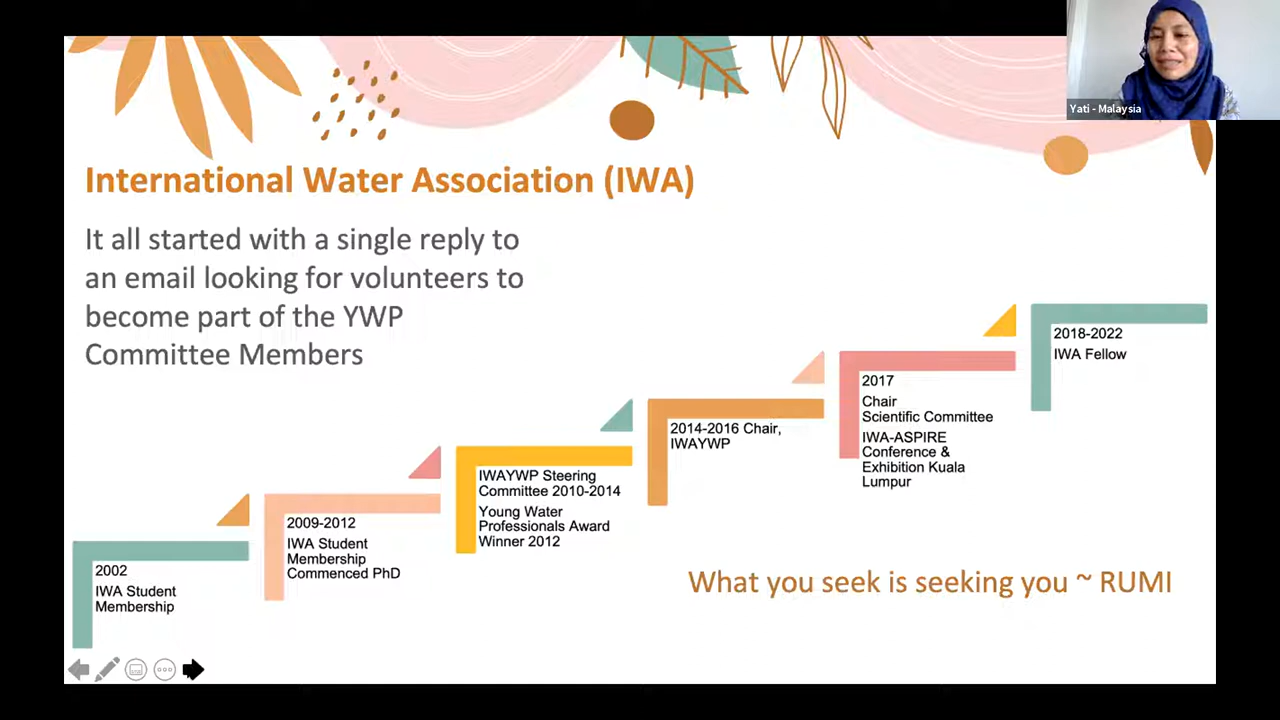 Yati - Malaysia
International Water Association (IWA)
It all started with a single reply to
an email looking for volunteers to
become part of the YWP
Committee Members
2002
IWA Student
Membership
2009-2012
IWA Student
Membership
Commenced PhD
IWAYWP Steering
Committee 2010-2014
Young Water
Professionals Award
Winner 2012
2014-2016 Chair,
IWAYWP
2017
Chair
Scientific Committee
IWA-ASPIRE
Conference &
Exhibition Kuala
Lumpur
2018-2022
IWA Fellow
What you seek is seeking you ~ RUMI